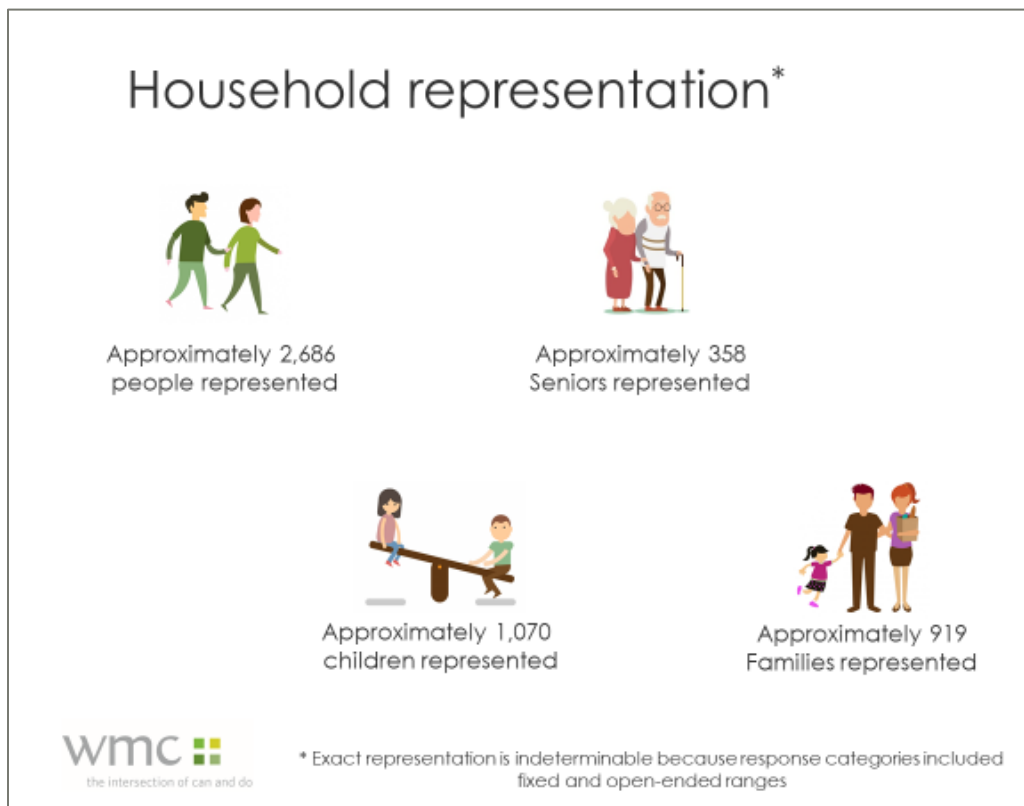 Household representation*
Approximately 2,686
people represented
Approximately 358
Seniors represented
Approximately 1,070
children represented
Approximately 919
Families represented
wmc
the intersection of can and do
* Exact representation is indeterminable because response categories included
fixed and open-ended ranges